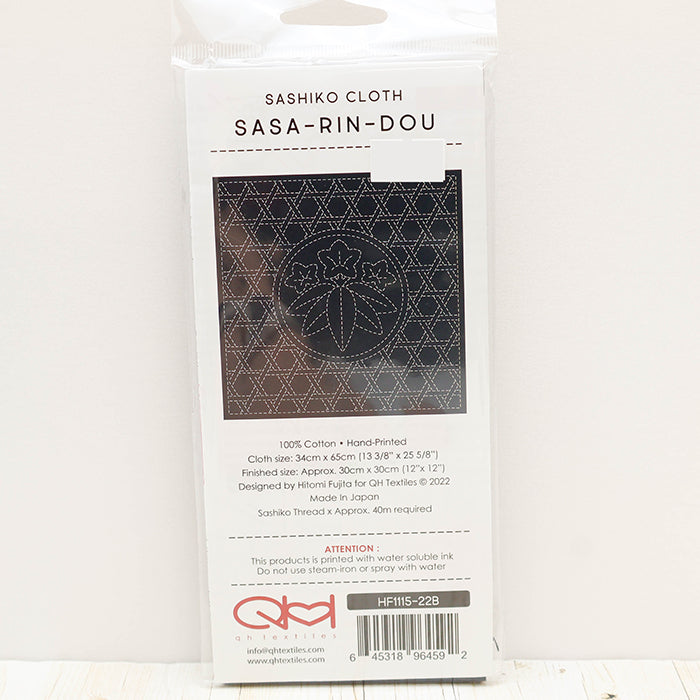 SASHIKO CLOTH
SASA-RIN-DOU
100% Cotton • Hand-Printed
Cloth size: 34cm x 65cm (13 3/8" x 25 5/8")
Finished size: Approx. 30cm x 30cm (12"x 12")
Designed by Hitomi Fujita for QH Textiles © 2022
Made In Japan
Sashiko Thread x Approx. 40m required
ATTENTION :
This products is printed with water soluble ink
Do not use steam-iron or spray with water
QH
qh textiles
info@qhtextiles.com
www.qhtextiles.com
HF1115-22B
6 45318 96459 2